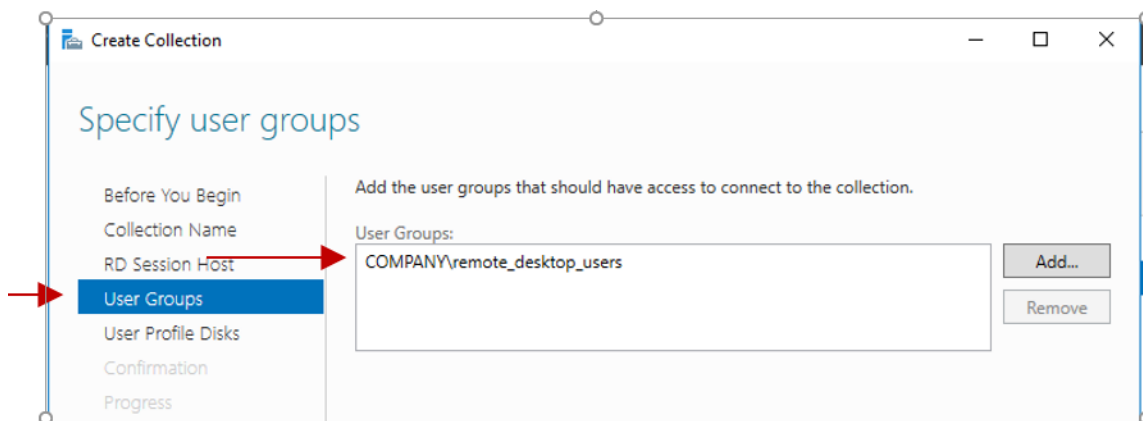 Create Collection
Specify user groups
Before You Begin
Collection Name
RD Session Host
User Groups
User Profile Disks
Confirmation
Progress
Add the user groups that should have access to connect to the collection.
User Groups:
COMPANY\remote_desktop_users
Add...
Remove